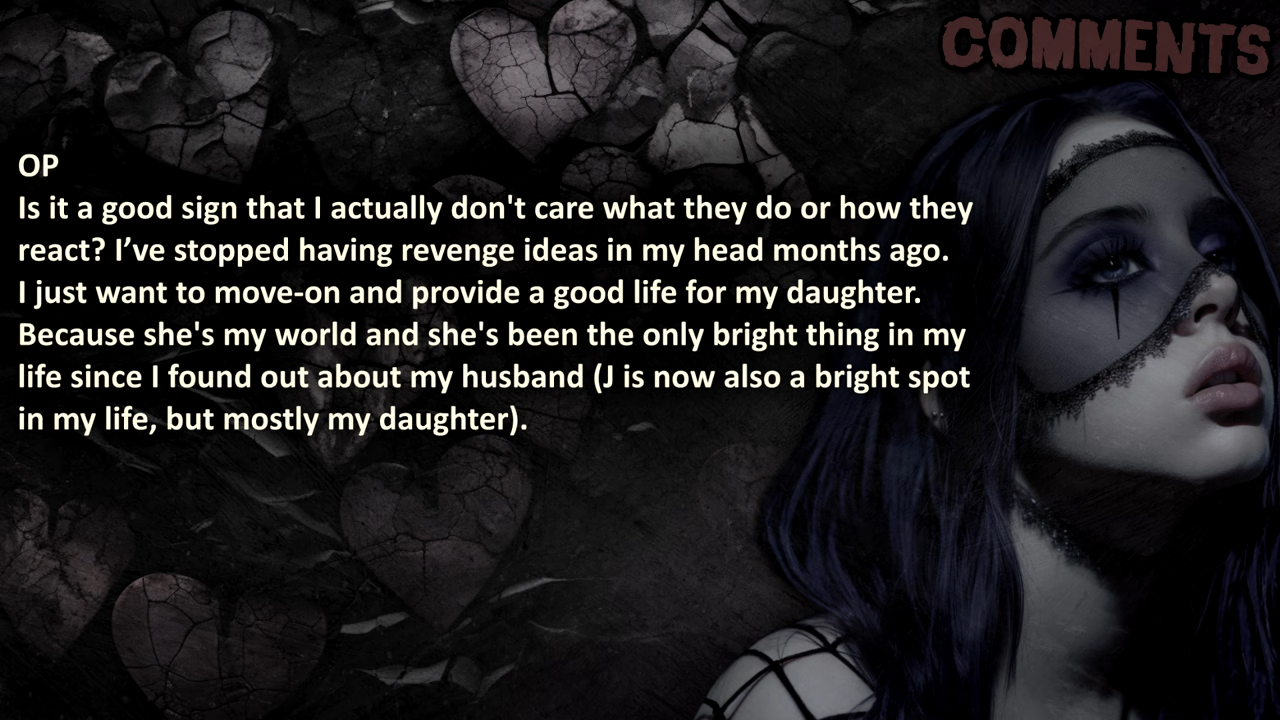 COMMENTS
OP
Is it a good sign that I actually don't care what they do or how they
react? I’ve stopped having revenge ideas in my head months ago.
I just want to move-on and provide a good life for my daughter.
Because she's my world and she's been the only bright thing in my
life since I found out about my husband (J is now also a bright spot
in my life, but mostly my daughter).